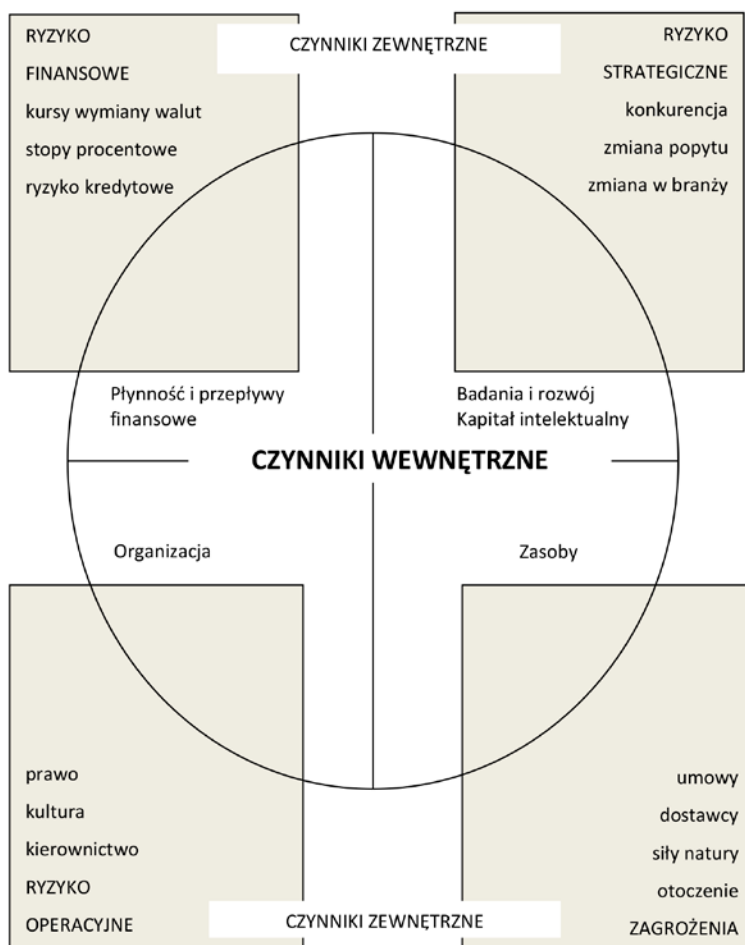 CZYNNIKI ZEWNĘTRZNE
RYZYKO
FINANSOWE
kursy wymiany walut
stopy procentowe
ryzyko kredytowe
RYZYKO
STRATEGICZNE
konkurencja
zmiana popytu
zmiana w branży
Płynność i przepływy
finansowe
Badania i rozwój
Kapitał intelektualny
CZYNNIKI WEWNĘTRZNE
Organizacja
Zasoby
prawo
kultura
kierownictwo
RYZYKO
OPERACYJNE
umowy
dostawcy
siły natury
otoczenie
ZAGROŻENIA
CZYNNIKI ZEWNĘTRZNE